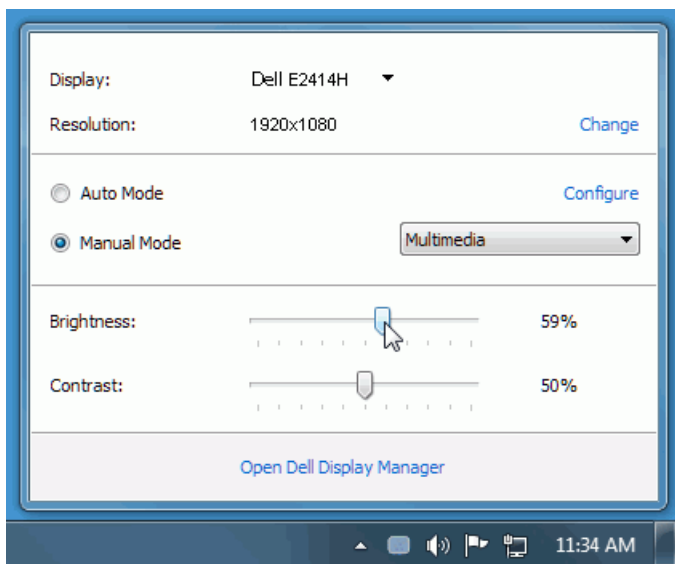 Display: Dell E2414H
Resolution: 1920x1080 Change
Auto Mode Configure
Manual Mode Multimedia
Brightness: 59%
Contrast: 50%
Open Dell Display Manager
11:34 AM